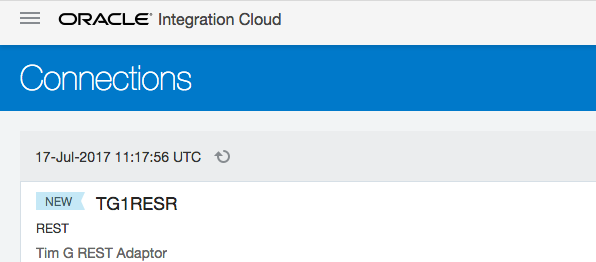 ORACLE Integration Cloud
Connections
17-Jul-2017 11:17:56 UTC
NEW TG1RESR
REST
Tim G REST Adaptor